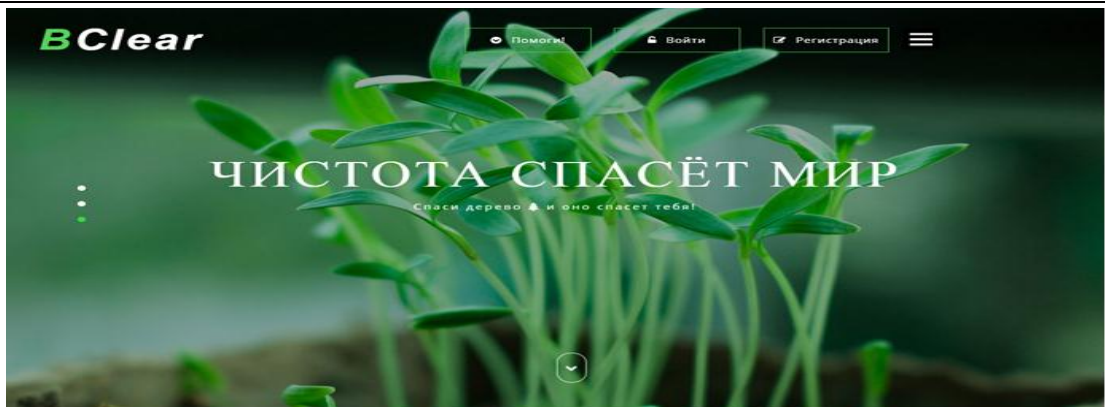 BClear
Помоги!
Войти
Регистрация
ЧИСТОТА СПАСЁТ МИР
Спаси дерево и оно спасет тебя!